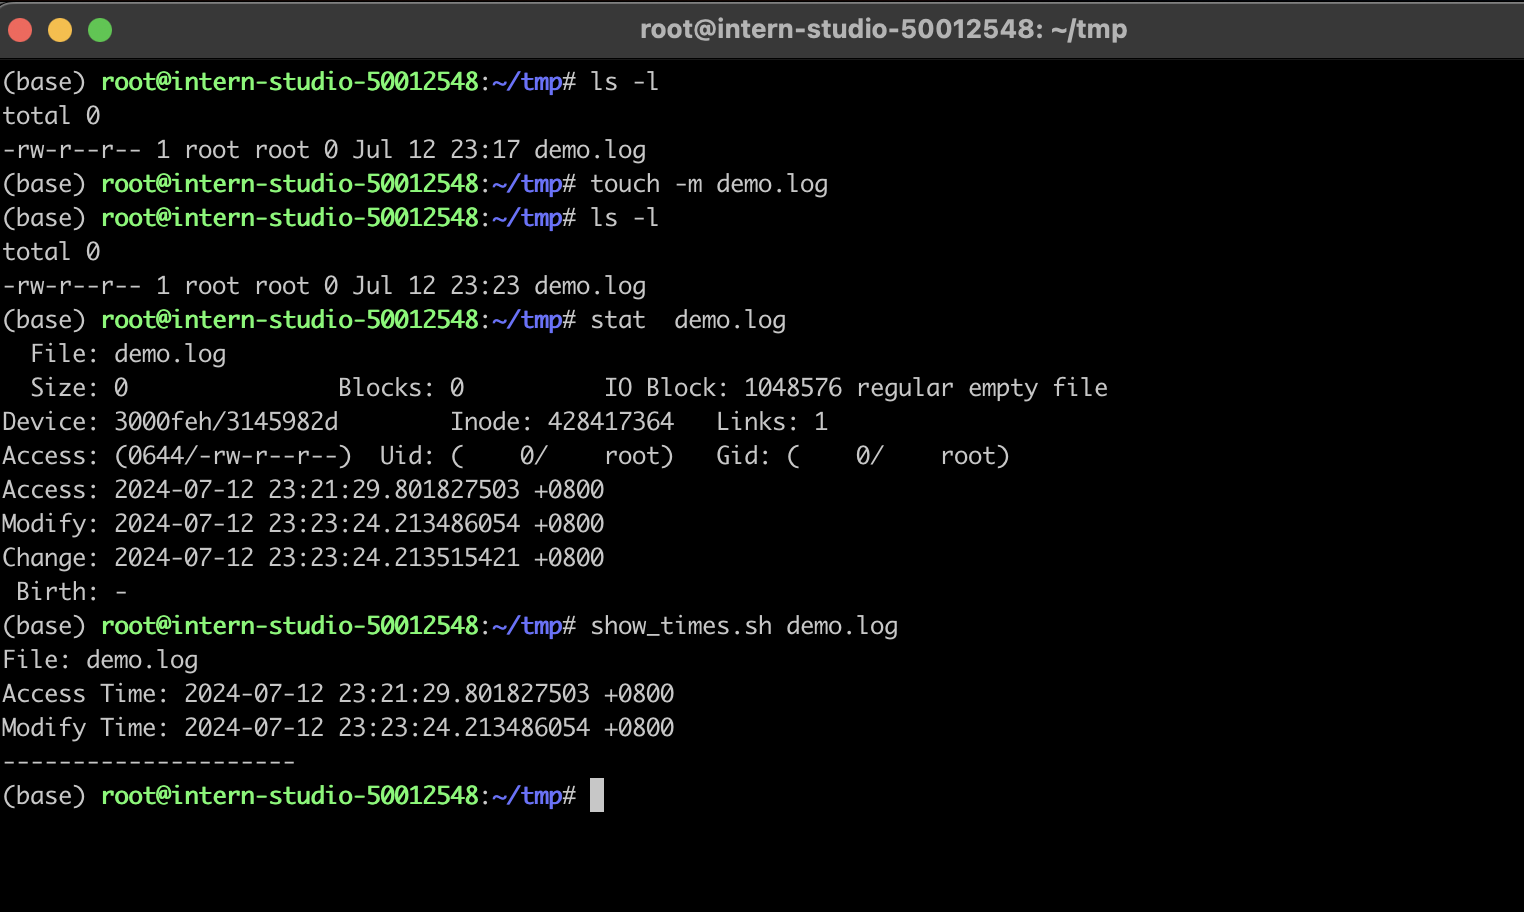 root@intern-studio-50012548: ~/tmp
(base) root@intern-studio-50012548:~/tmp# ls -l
total 0
-rw-r--r-- 1 root root 0 Jul 12 23:17 demo.log
(base) root@intern-studio-50012548:~/tmp# touch -m demo.log
(base) root@intern-studio-50012548:~/tmp# ls -l
total 0
-rw-r--r-- 1 root root 0 Jul 12 23:23 demo.log
(base) root@intern-studio-50012548:~/tmp# stat  demo.log
  File: demo.log
  Size: 0               Blocks: 0          IO Block: 1048576 regular empty file
Device: 3000feh/3145982d        Inode: 428417364   Links: 1
Access: (0644/-rw-r--r--)  Uid: (    0/    root)   Gid: (    0/    root)
Access: 2024-07-12 23:21:29.801827503 +0800
Modify: 2024-07-12 23:23:24.213486054 +0800
Change: 2024-07-12 23:23:24.213515421 +0800
 Birth: -
(base) root@intern-studio-50012548:~/tmp# show_times.sh demo.log
File: demo.log
Access Time: 2024-07-12 23:21:29.801827503 +0800
Modify Time: 2024-07-12 23:23:24.213486054 +0800
---------------------
(base) root@intern-studio-50012548:~/tmp#